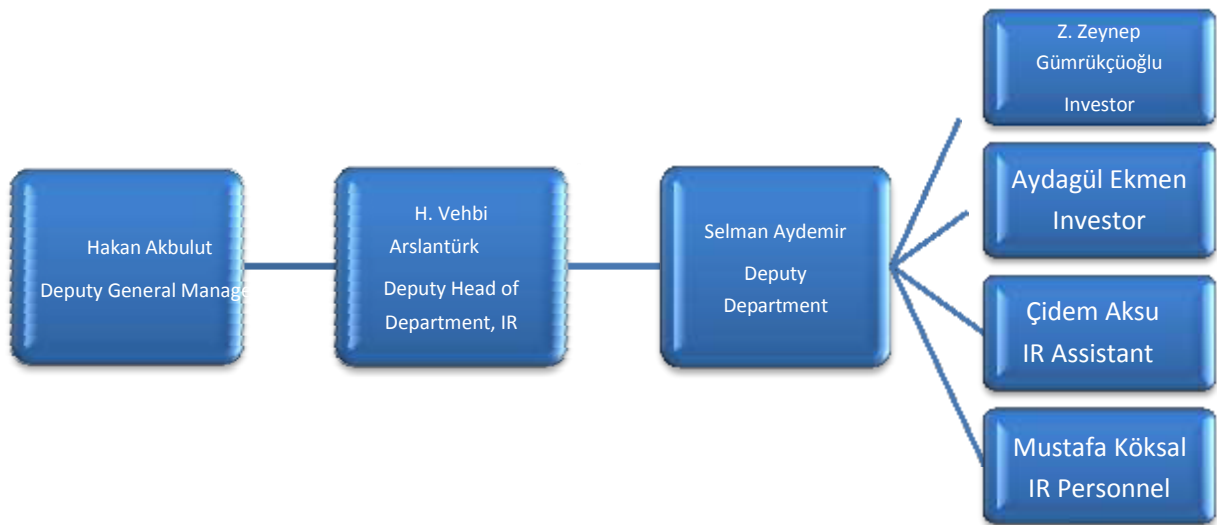 Hakan Akbulut
Deputy General Manage
H. Vehbi
Arslantürk
Deputy Head of
Department, IR
Selman Aydemir
Deputy
Department
Z. Zeynep
Gümrükçüoğlu
Investor
Aydagül Ekmen
Investor
Çidem Aksu
IR Assistant
Mustafa Köksal
IR Personnel